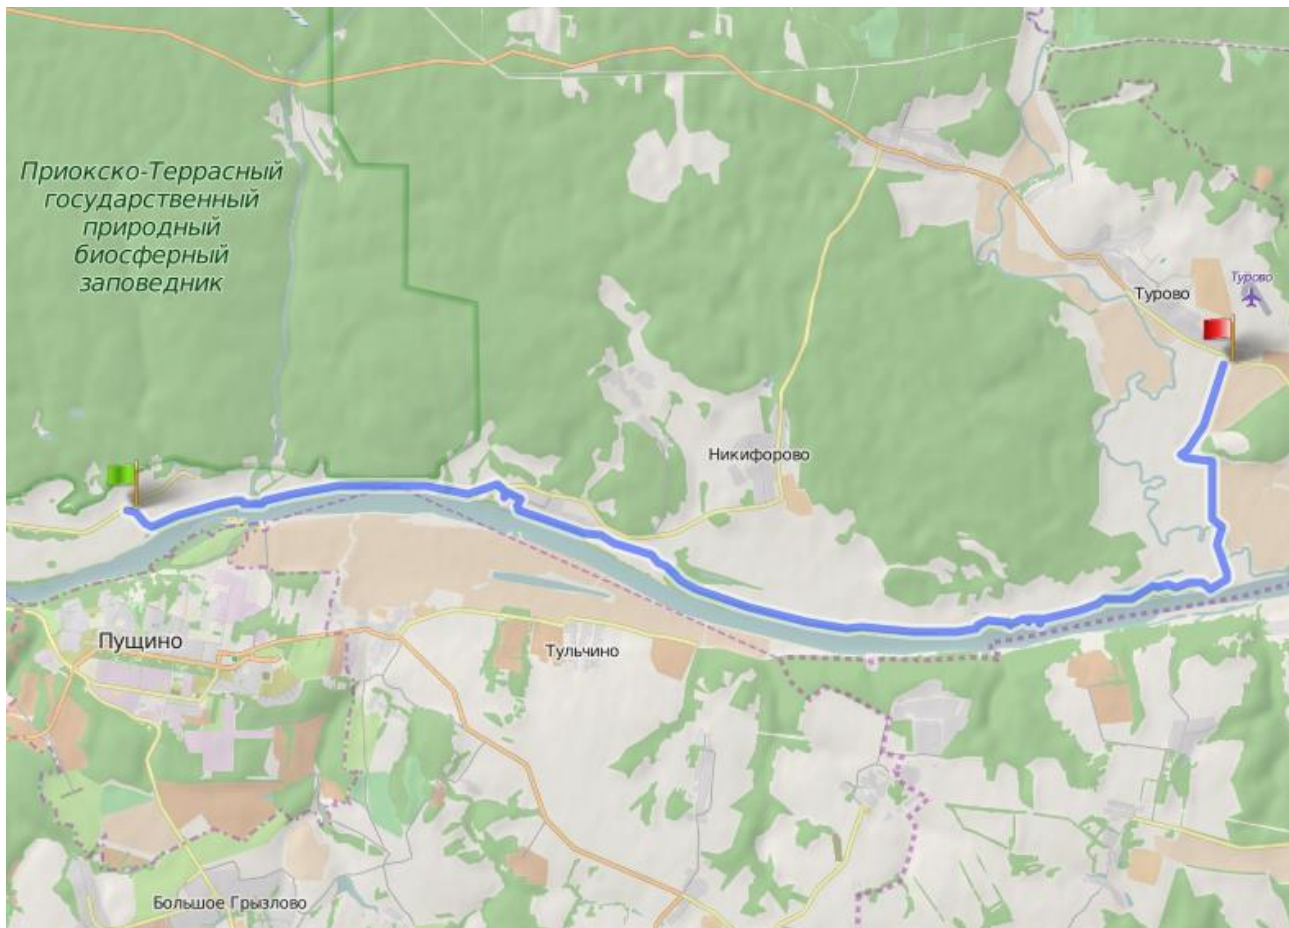 Приокско-Террасный
государственный
природный
биосферный
заповедник
Турово
Турово
Никифорово
Пущино
Тульчино
Большое Грызлово